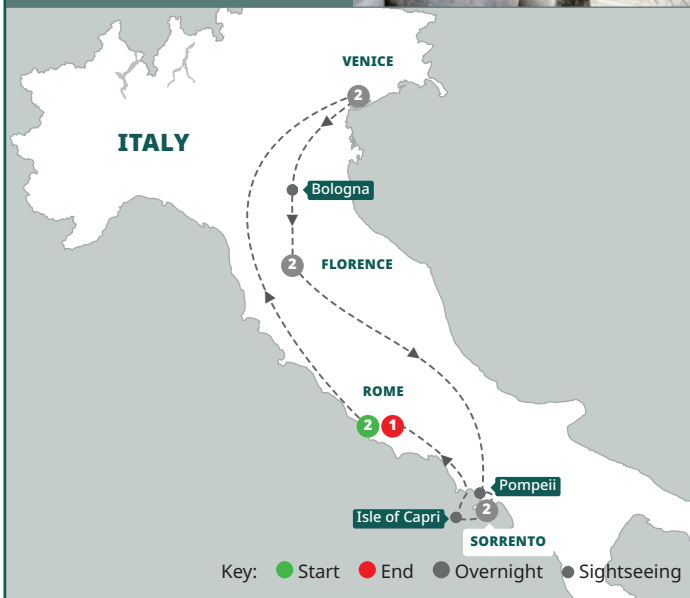 VENICE
2
ITALY
Bologna
2 FLORENCE
ROME
2 1
Pompeii
2
Isle of Capri
SORRENTO
Key: Start End Overnight Sightseeing